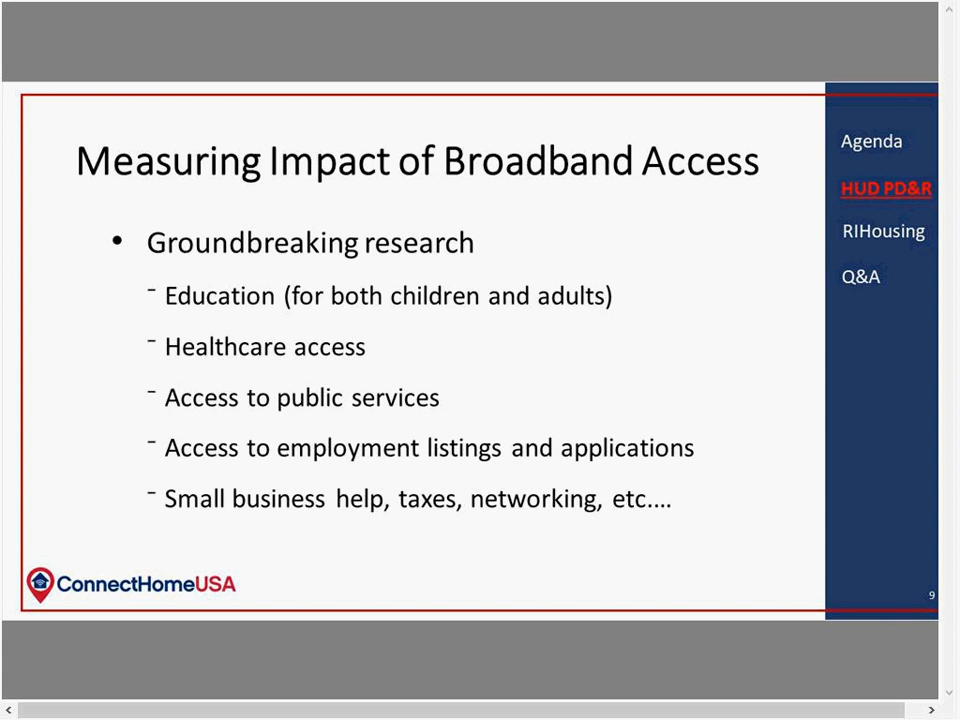 Measuring Impact of Broadband Access
• Groundbreaking research
- Education (for both children and adults)
- Healthcare access
- Access to public services
- Access to employment listings and applications
- Small business help, taxes, networking, etc....
ConnectHomeUSA
Agenda
HUD PD&R
RIHousing
Q&A
9